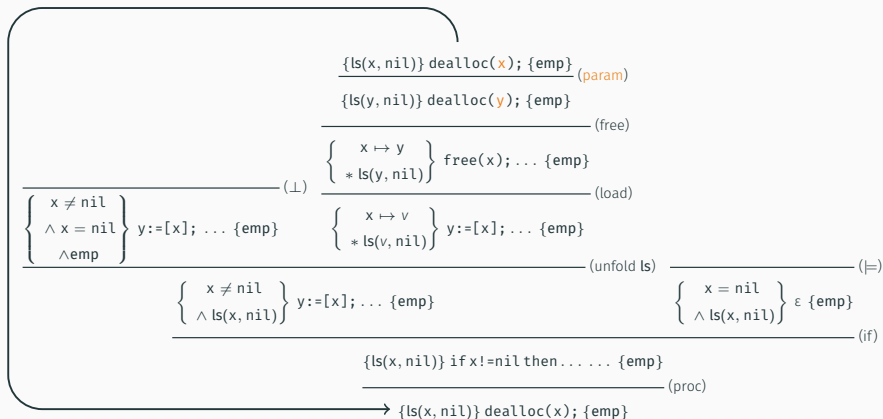 {ls(x, nil)} dealloc(x); {emp}
(param)
{ls(y, nil)} dealloc(y); {emp}
(free)
{ x ↦ y
∗ ls(y, nil) } free(x); ... {emp}
(⊥)
(load)
{ x ≠ nil
∧ x = nil
∧emp } y:=[x]; ... {emp}
{ x ↦ v
∗ ls(v, nil) } y:=[x]; ... {emp}
(unfold ls)
(⊨)
{ x ≠ nil
∧ ls(x, nil) } y:=[x]; ... {emp}
{ x = nil
∧ ls(x, nil) } ε {emp}
(if)
{ls(x, nil)} if x!=nil then ... ... {emp}
(proc)
{ls(x, nil)} dealloc(x); {emp}